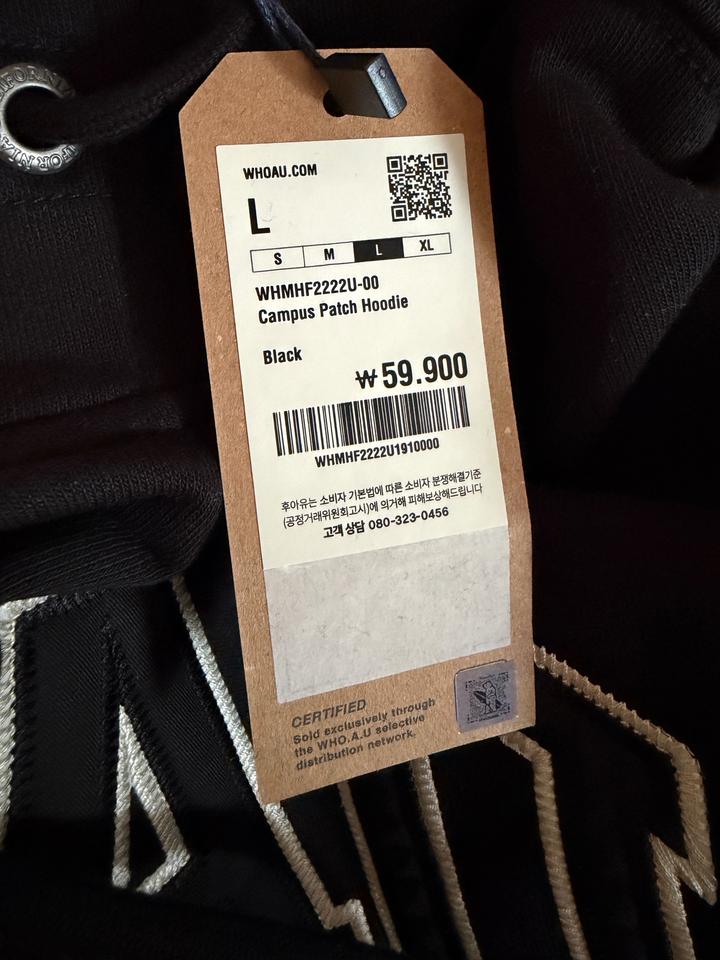 WHOAU.COM
L
S M L XL
WHMHF2222U-00
Campus Patch Hoodie
Black
₩59.900
WHMHF2222U1910000
후아유는 소비자 기본법에 따른 소비자 분쟁해결기준
(공정거래위원회고시)에 의거해 피해보상해드립니다
고객 상담 080-323-0456
CERTIFIED
Sold exclusively through
the WHO.A.U selective
distribution network.